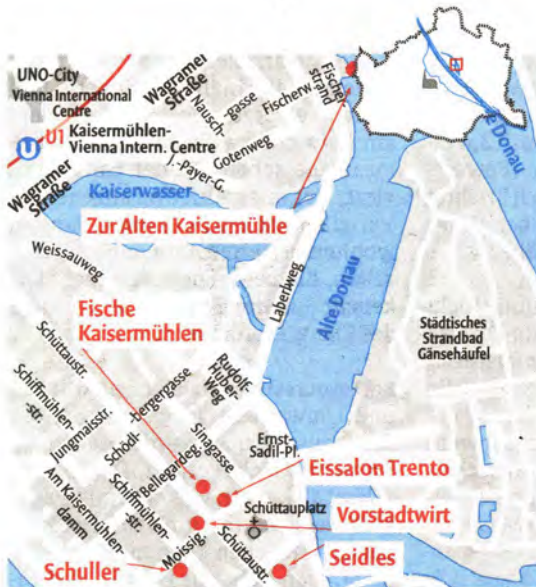 UNO-City
Vienna International
Centre
U
U1 Kaisermühlen-
Vienna Intern. Centre
Wagramer
Straße
Wagramer
Straße
Nausch-
gasse
Fischerw.
Fischer-
strand
Gotenweg
J.-Payer-G.
Kaiserwasser
Zur Alten Kaisermühle
Alte Donau
Weissauweg
Laberlweg
Alte Donau
Städtisches
Strandbad
Gänsehäufel
Fische
Kaisermühlen
Schüttaustr.
Schiffmühlen-
str.
Jungmaisstr.
Schödl-
bergergasse
Rudolf-
Huber-
Weg
Sinagasse
Bellegardeg.
Ernst-
Sadil-Pl.
Eissalon Trento
Am Kaisermühlen-
damm
Schiffmühlen-
str.
Schüttauplatz
Vorstadtwirt
Moissig.
Schüttaustr.
Seidles
Schuller